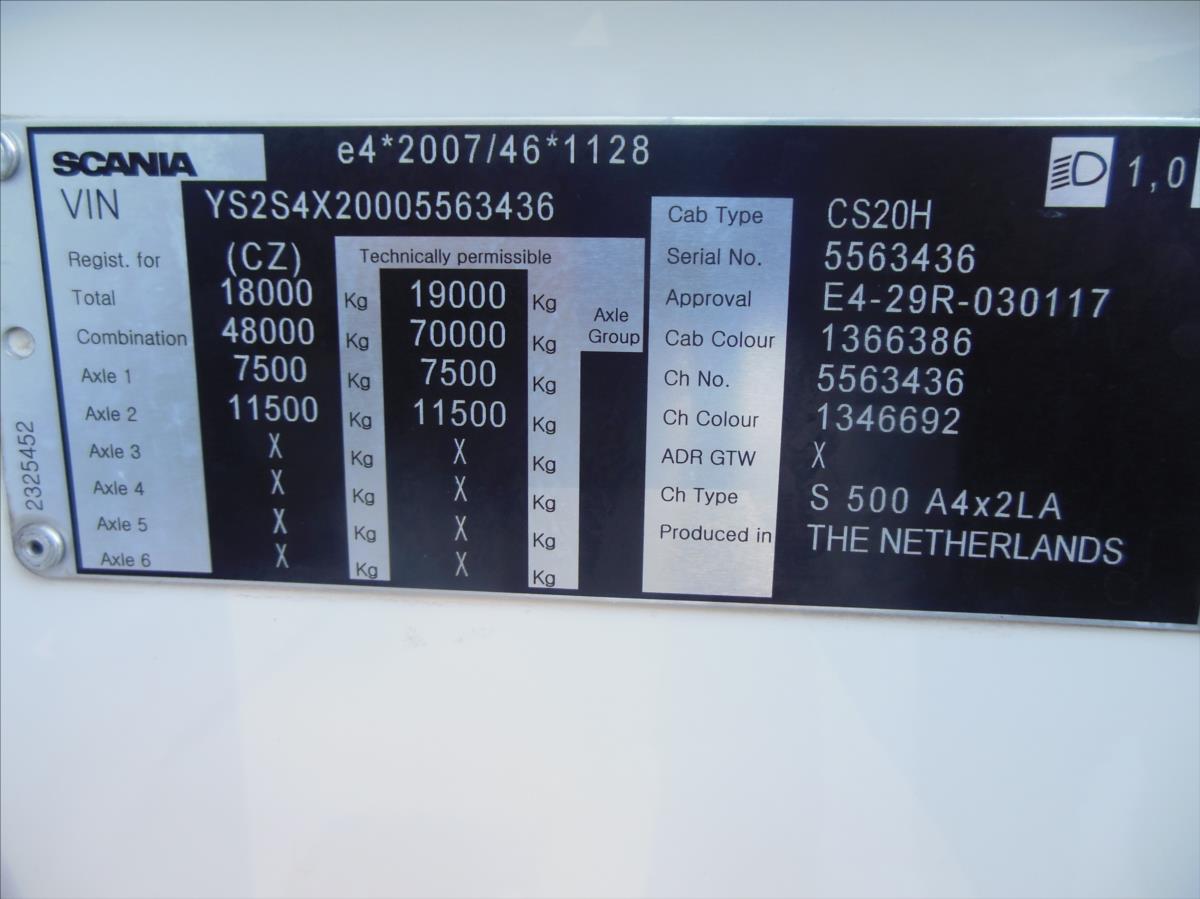 SCANIA e4*2007/46*1128 1,0
VIN YS2S4X20005563436
Regist. for (CZ) Technically permissible
Total 18000 Kg 19000 Kg
Axle Group
Combination 48000 Kg 70000 Kg
Axle 1 7500 Kg 7500 Kg
Axle 2 11500 Kg 11500 Kg
Axle 3 X Kg X Kg
Axle 4 X Kg X Kg
Axle 5 X Kg X Kg
Axle 6 X Kg X Kg
Cab Type CS20H
Serial No. 5563436
Approval E4-29R-030117
Cab Colour 1366386
Ch No. 5563436
Ch Colour 1346692
ADR GTW X
Ch Type S 500 A4x2LA
Produced in THE NETHERLANDS
2325452